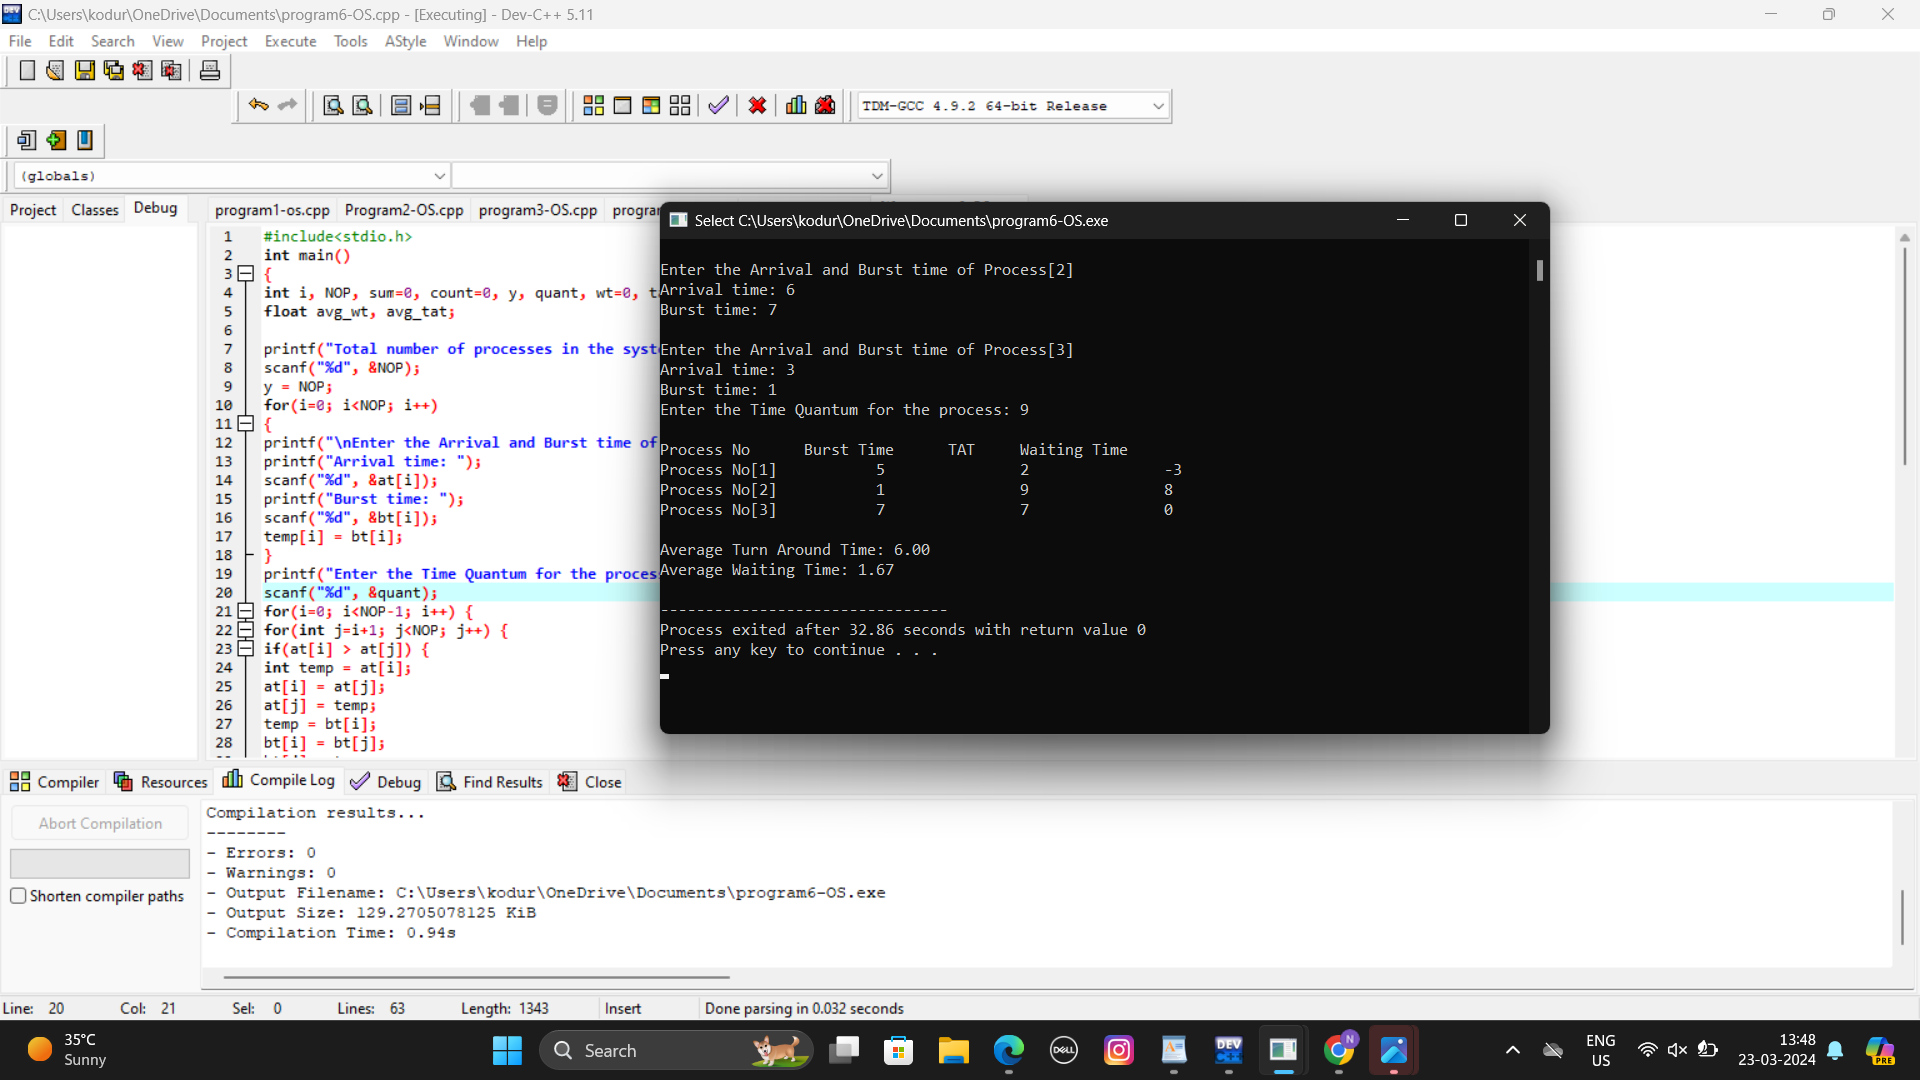 C:\Users\kodur\OneDrive\Documents\program6-OS.cpp - [Executing] - Dev-C++ 5.11
File Edit Search View Project Execute Tools AStyle Window Help
TDM-GCC 4.9.2 64-bit Release
(globals)
Project Classes Debug
program1-os.cpp Program2-OS.cpp program3-OS.cpp progra
1 #include<stdio.h>
2 int main()
3 {
4 int i, NOP, sum=0, count=0, y, quant, wt=0, t
5 float avg_wt, avg_tat;
6
7 printf("Total number of processes in the syst
8 scanf("%d", &NOP);
9 y = NOP;
10 for(i=0; i<NOP; i++)
11 {
12 printf("\nEnter the Arrival and Burst time of
13 printf("Arrival time: ");
14 scanf("%d", &at[i]);
15 printf("Burst time: ");
16 scanf("%d", &bt[i]);
17 temp[i] = bt[i];
18 }
19 printf("Enter the Time Quantum for the proces
20 scanf("%d", &quant);
21 for(i=0; i<NOP-1; i++) {
22 for(int j=i+1; j<NOP; j++) {
23 if(at[i] > at[j]) {
24 int temp = at[i];
25 at[i] = at[j];
26 at[j] = temp;
27 temp = bt[i];
28 bt[i] = bt[j];
Select C:\Users\kodur\OneDrive\Documents\program6-OS.exe
Enter the Arrival and Burst time of Process[2]
Arrival time: 6
Burst time: 7
Enter the Arrival and Burst time of Process[3]
Arrival time: 3
Burst time: 1
Enter the Time Quantum for the process: 9
Process No Burst Time TAT Waiting Time
Process No[1] 5 2 -3
Process No[2] 1 9 8
Process No[3] 7 7 0
Average Turn Around Time: 6.00
Average Waiting Time: 1.67
--------------------------------
Process exited after 32.86 seconds with return value 0
Press any key to continue . . .
Compiler Resources Compile Log Debug Find Results Close
Abort Compilation
Shorten compiler paths
Compilation results...
--------
- Errors: 0
- Warnings: 0
- Output Filename: C:\Users\kodur\OneDrive\Documents\program6-OS.exe
- Output Size: 129.2705078125 KiB
- Compilation Time: 0.94s
Line: 20 Col: 21 Sel: 0 Lines: 63 Length: 1343 Insert Done parsing in 0.032 seconds
35°C
Sunny
Search
DELL
DEV
N
ENG
US
13:48
23-03-2024
PRE